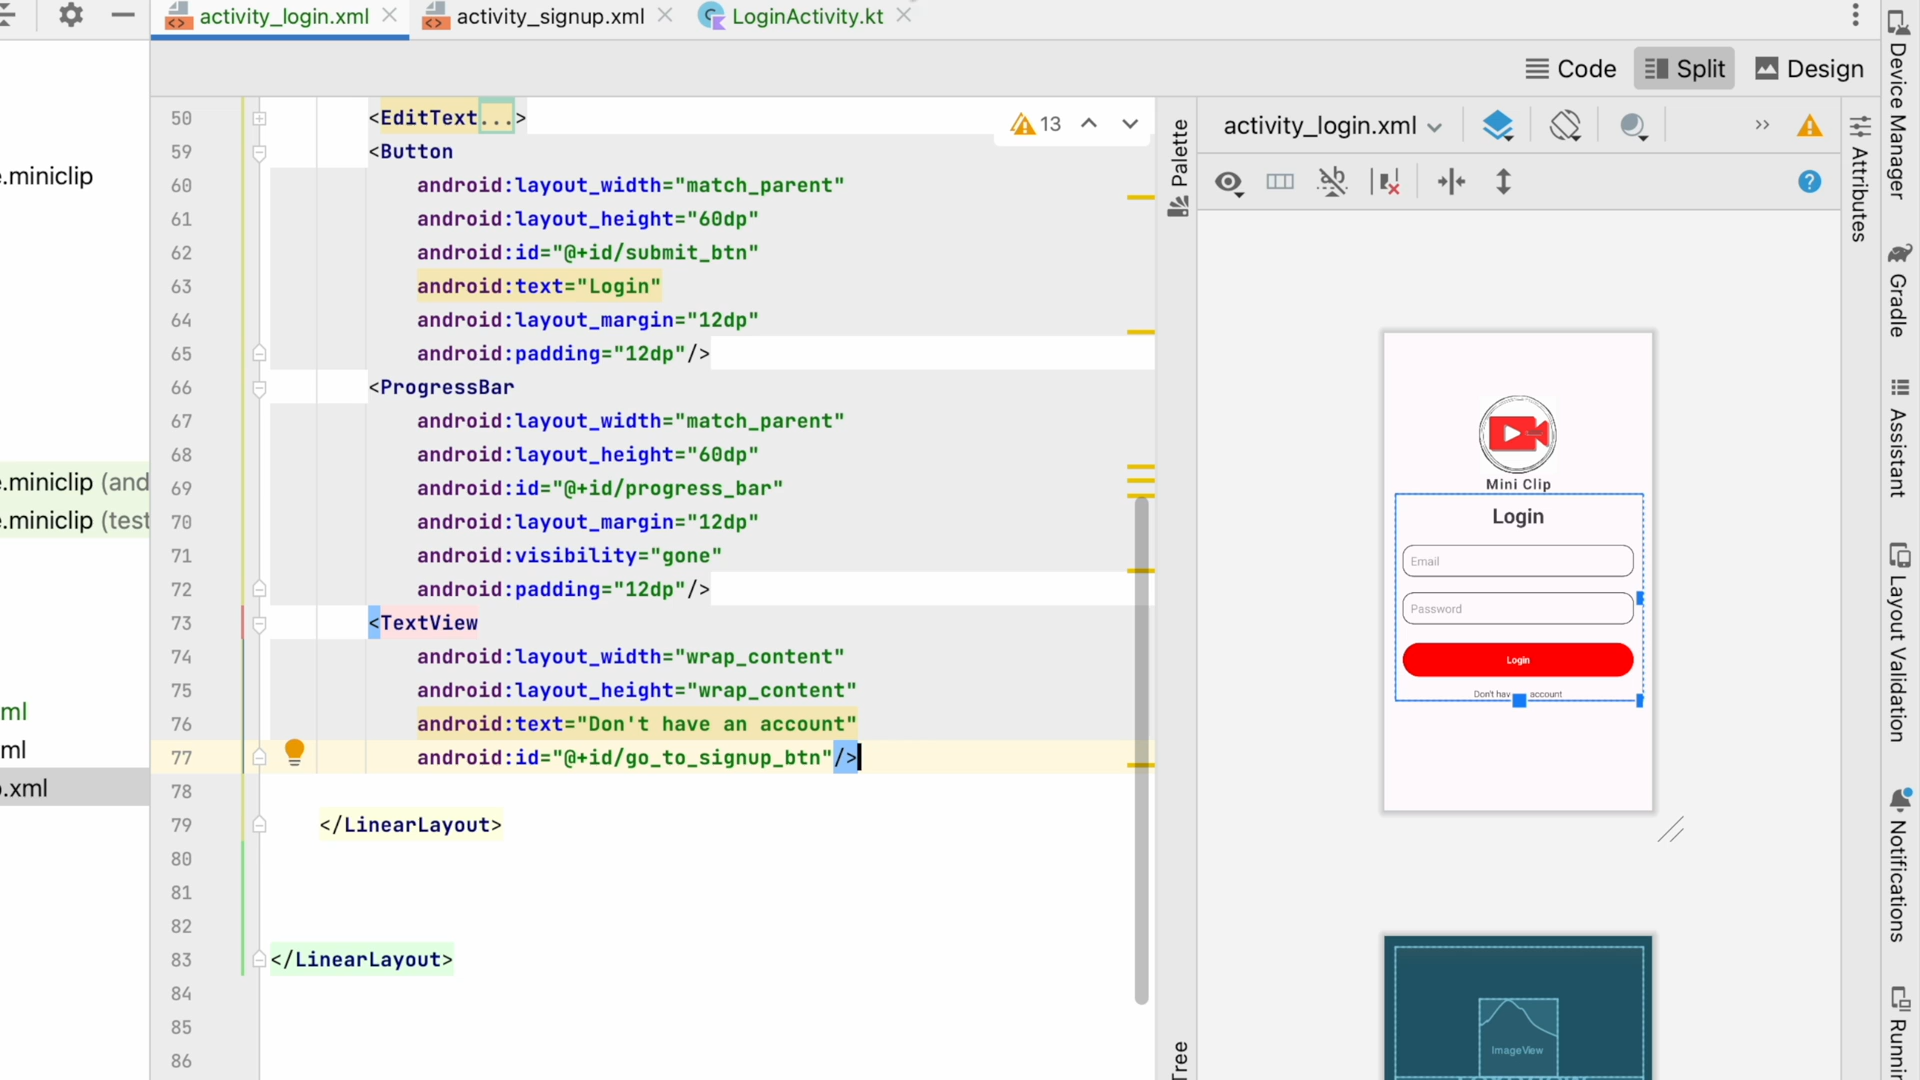 activity_login.xml
activity_signup.xml
LoginActivity.kt
Code
Split
Design
Device Manager
Gradle
Assistant
Layout Validation
Notifications
e.miniclip
e.miniclip (and
e.miniclip (test
ml
ml
p.xml
50 <EditText...>
59 <Button
60 android:layout_width="match_parent"
61 android:layout_height="60dp"
62 android:id="@+id/submit_btn"
63 android:text="Login"
64 android:layout_margin="12dp"
65 android:padding="12dp"/>
66 <ProgressBar
67 android:layout_width="match_parent"
68 android:layout_height="60dp"
69 android:id="@+id/progress_bar"
70 android:layout_margin="12dp"
71 android:visibility="gone"
72 android:padding="12dp"/>
73 <TextView
74 android:layout_width="wrap_content"
75 android:layout_height="wrap_content"
76 android:text="Don't have an account"
77 android:id="@+id/go_to_signup_btn"/>
78
79 </LinearLayout>
80
81
82
83 </LinearLayout>
84
85
86
13
Palette
activity_login.xml
Attributes
Mini Clip
Login
Email
Password
Login
Don't hav account
ImageView
Tree
Runnin